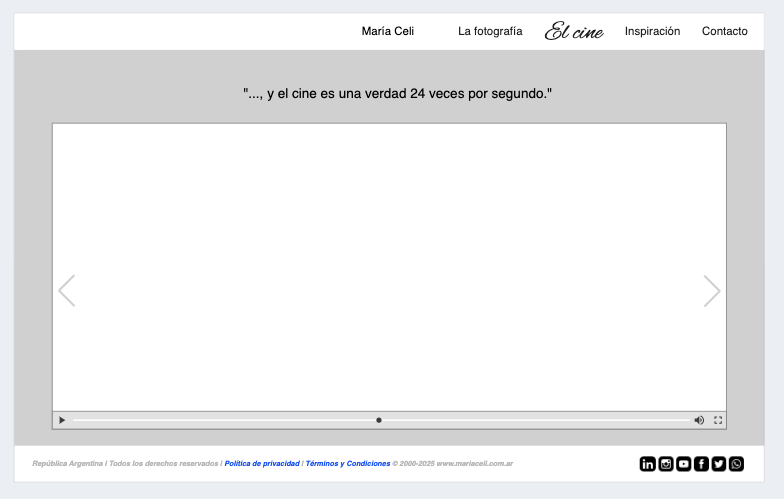 María Celi La fotografía El cine Inspiración Contacto
"..., y el cine es una verdad 24 veces por segundo."
República Argentina I Todos los derechos reservados I Política de privacidad I Términos y Condiciones © 2000-2025 www.mariaceli.com.ar